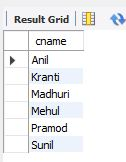 Result Grid
cname
Anil
Kranti
Madhuri
Mehul
Pramod
Sunil